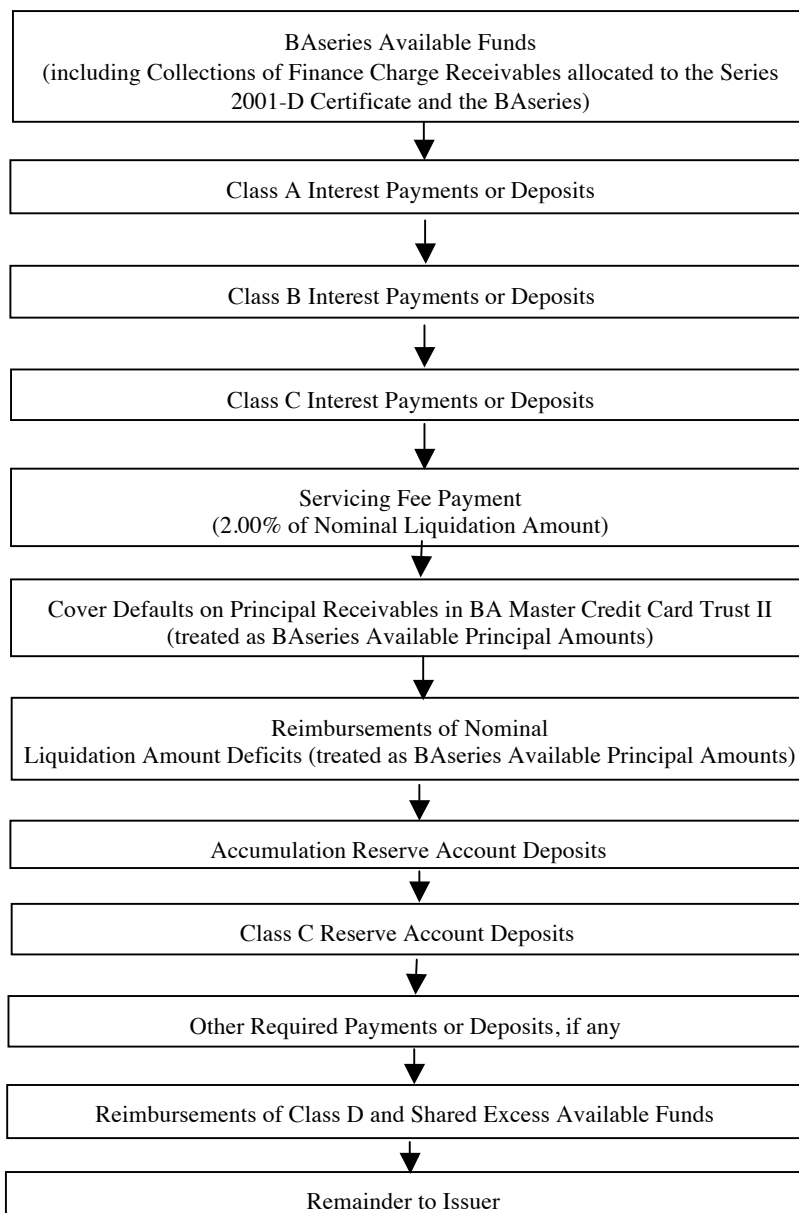 BAseries Available Funds
(including Collections of Finance Charge Receivables allocated to the Series
2001-D Certificate and the BAseries)
Class A Interest Payments or Deposits
Class B Interest Payments or Deposits
Class C Interest Payments or Deposits
Servicing Fee Payment
(2.00% of Nominal Liquidation Amount)
Cover Defaults on Principal Receivables in BA Master Credit Card Trust II
(treated as BAseries Available Principal Amounts)
Reimbursements of Nominal
Liquidation Amount Deficits (treated as BAseries Available Principal Amounts)
Accumulation Reserve Account Deposits
Class C Reserve Account Deposits
Other Required Payments or Deposits, if any
Reimbursements of Class D and Shared Excess Available Funds
Remainder to Issuer